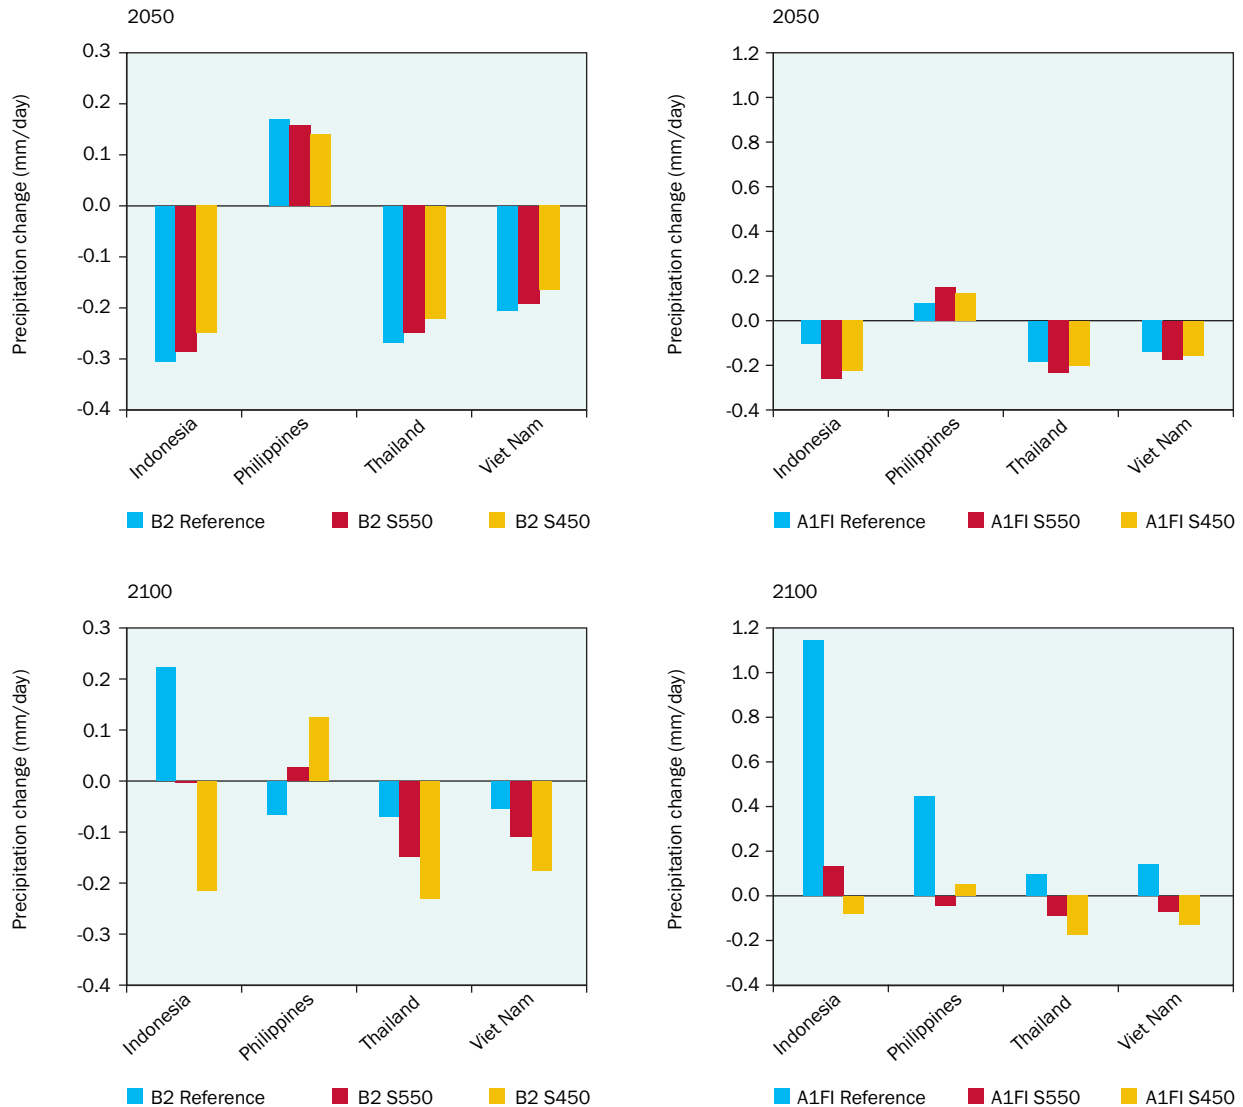 2050
Precipitation change (mm/day)
0.3
0.2
0.1
0.0
-0.1
-0.2
-0.3
-0.4
Indonesia
Philippines
Thailand
Viet Nam
B2 Reference
B2 S550
B2 S450
2050
Precipitation change (mm/day)
1.2
1.0
0.8
0.6
0.4
0.2
0.0
-0.2
-0.4
Indonesia
Philippines
Thailand
Viet Nam
A1FI Reference
A1FI S550
A1FI S450
2100
Precipitation change (mm/day)
0.3
0.2
0.1
0.0
-0.1
-0.2
-0.3
-0.4
Indonesia
Philippines
Thailand
Viet Nam
B2 Reference
B2 S550
B2 S450
2100
Precipitation change (mm/day)
1.2
1.0
0.8
0.6
0.4
0.2
0.0
-0.2
-0.4
Indonesia
Philippines
Thailand
Viet Nam
A1FI Reference
A1FI S550
A1FI S450